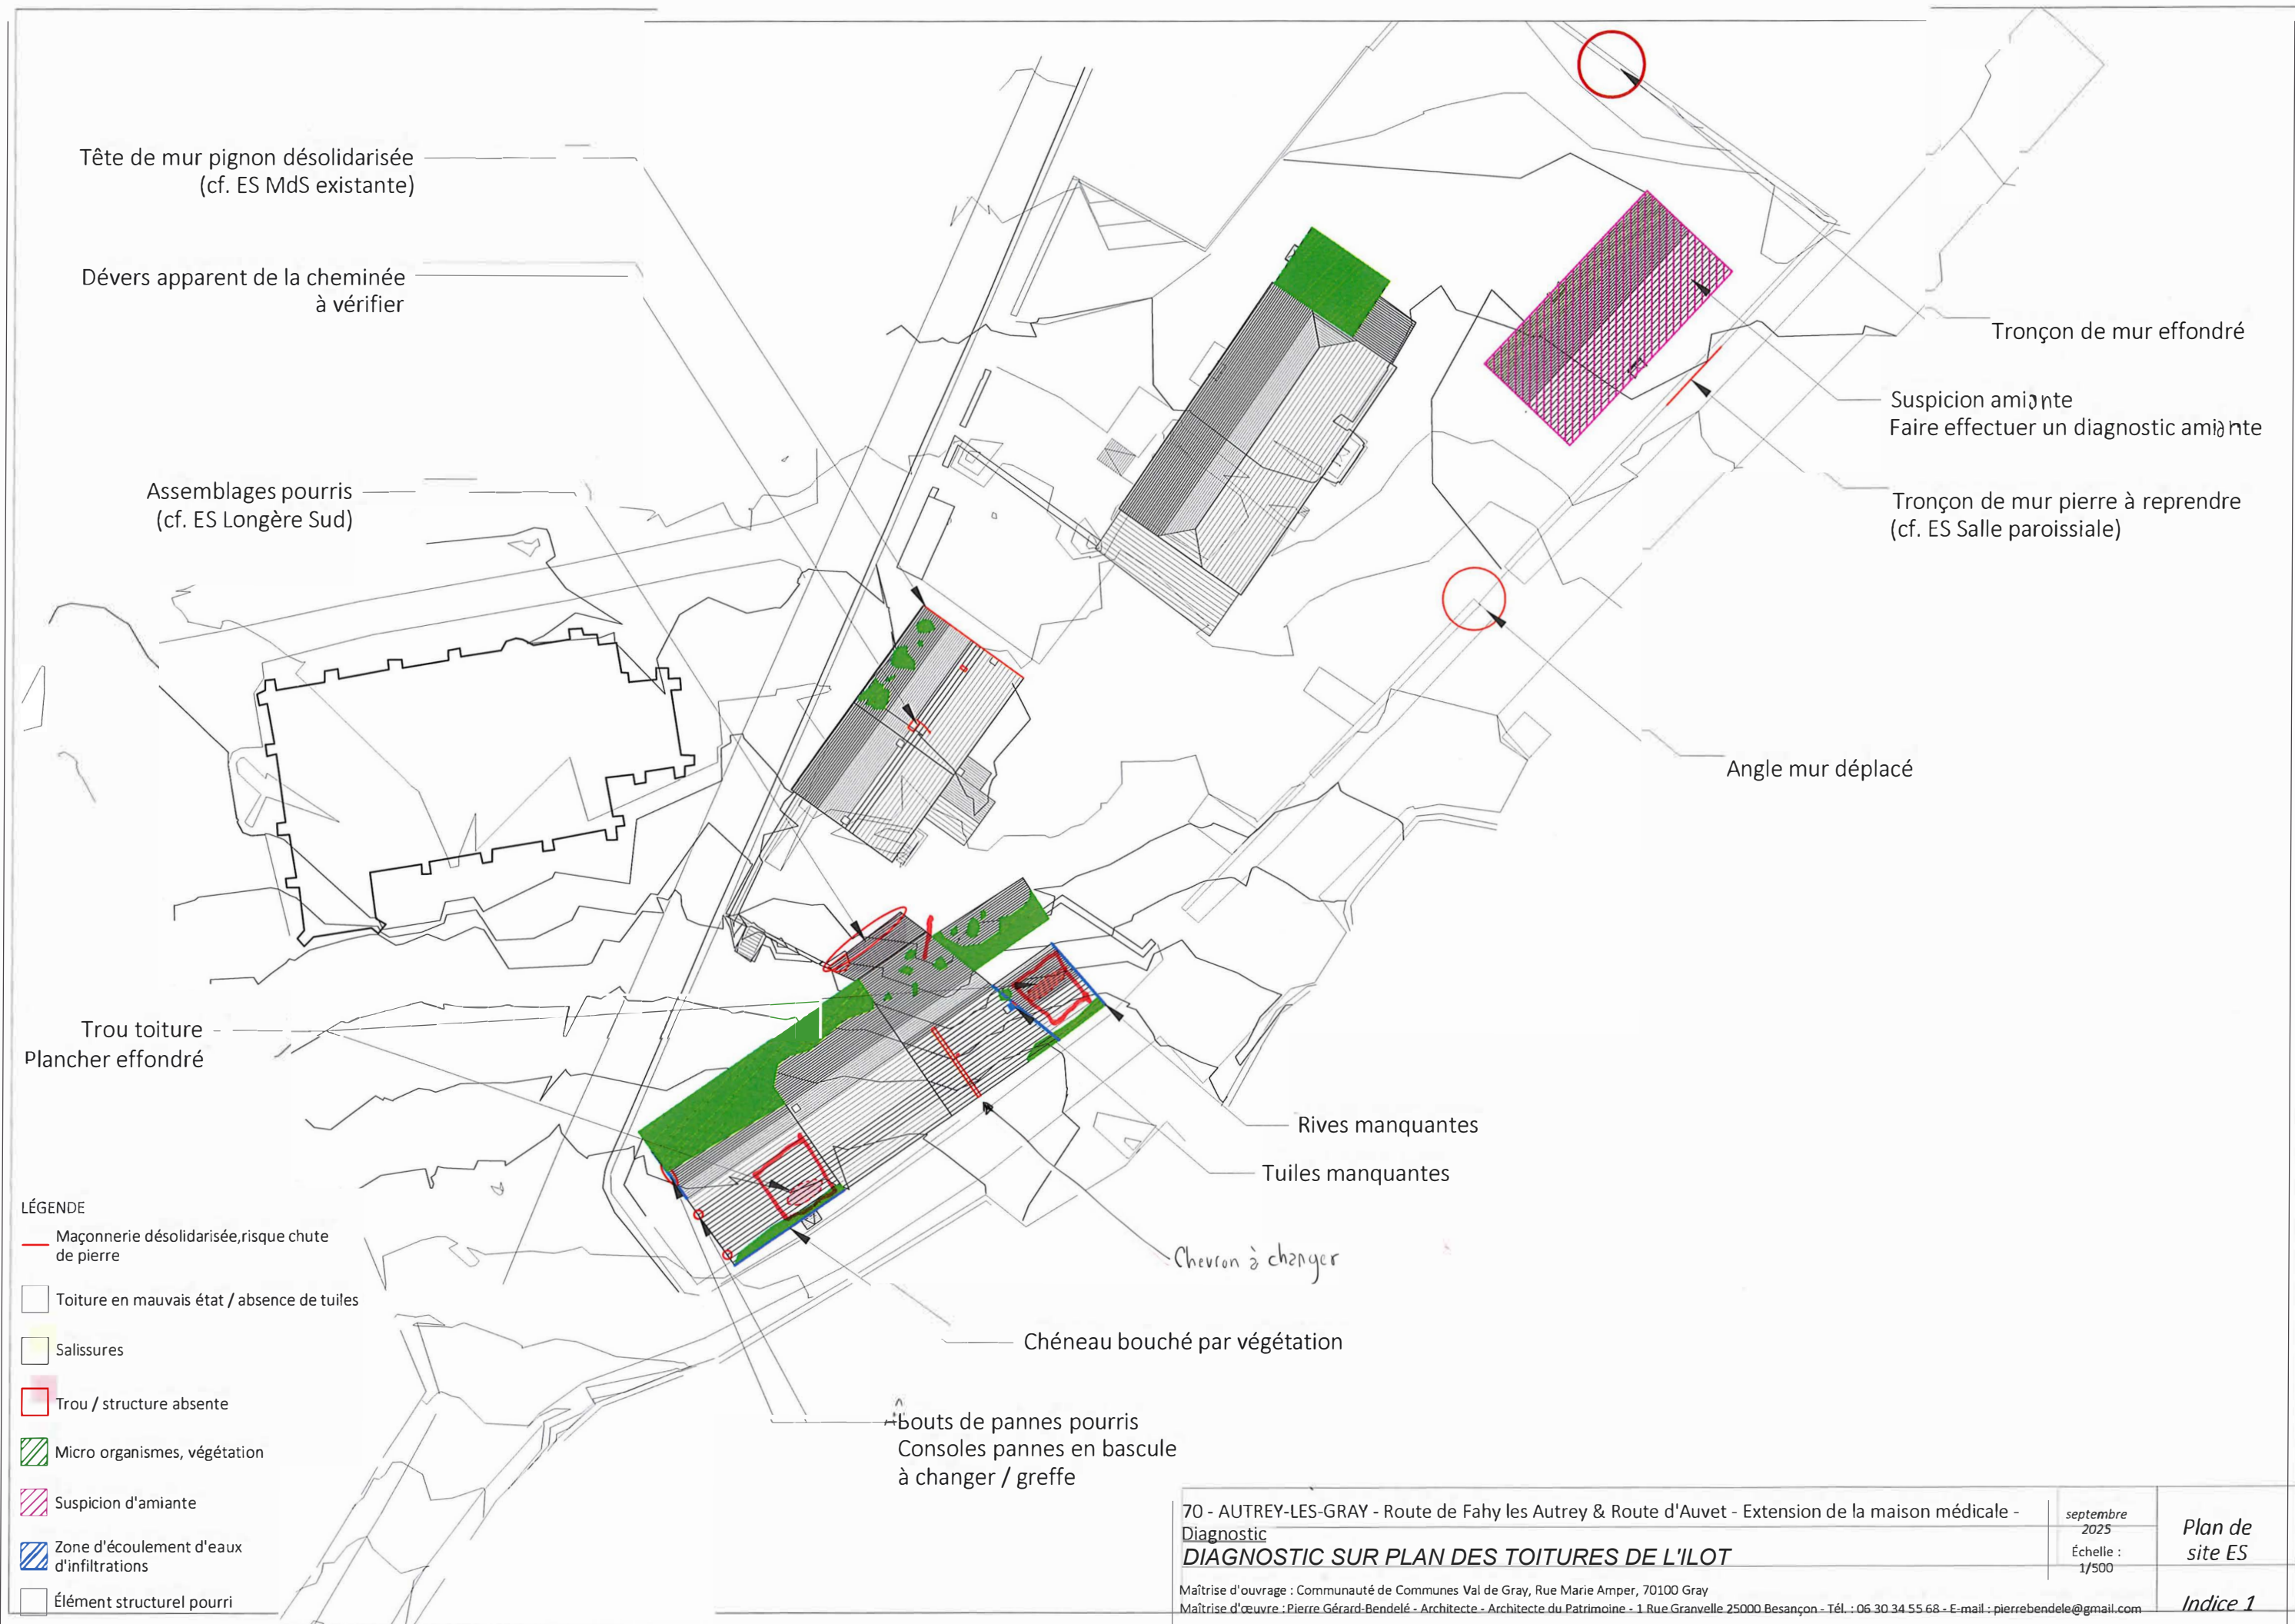 Tête de mur pignon désolidarisée
(cf. ES MdS existante)
Dévers apparent de la cheminée
à vérifier
Assemblages pourris
(cf. ES Longère Sud)
Tronçon de mur effondré
Suspicion amiante
Faire effectuer un diagnostic amiante
Tronçon de mur pierre à reprendre
(cf. ES Salle paroissiale)
Angle mur déplacé
Trou toiture
Plancher effondré
Rives manquantes
Tuiles manquantes
Chevron à changer
Chéneau bouché par végétation
Âbouts de pannes pourris
Consoles pannes en bascule
à changer / greffe
LÉGENDE
Maçonnerie désolidarisée,risque chute
de pierre
Toiture en mauvais état / absence de tuiles
Salissures
Trou / structure absente
Micro organismes, végétation
Suspicion d'amiante
Zone d'écoulement d'eaux
d'infiltrations
Élément structurel pourri
70 - AUTREY-LES-GRAY - Route de Fahy les Autrey & Route d'Auvet - Extension de la maison médicale -
Diagnostic
DIAGNOSTIC SUR PLAN DES TOITURES DE L'ILOT
Maîtrise d'ouvrage : Communauté de Communes Val de Gray, Rue Marie Amper, 70100 Gray
Maîtrise d'œuvre : Pierre Gérard-Bendelé - Architecte - Architecte du Patrimoine - 1 Rue Granvelle 25000 Besançon - Tél. : 06 30 34 55 68 - E-mail : pierrebendele@gmail.com
septembre
2025
Échelle :
1/500
Plan de
site ES
Indice 1